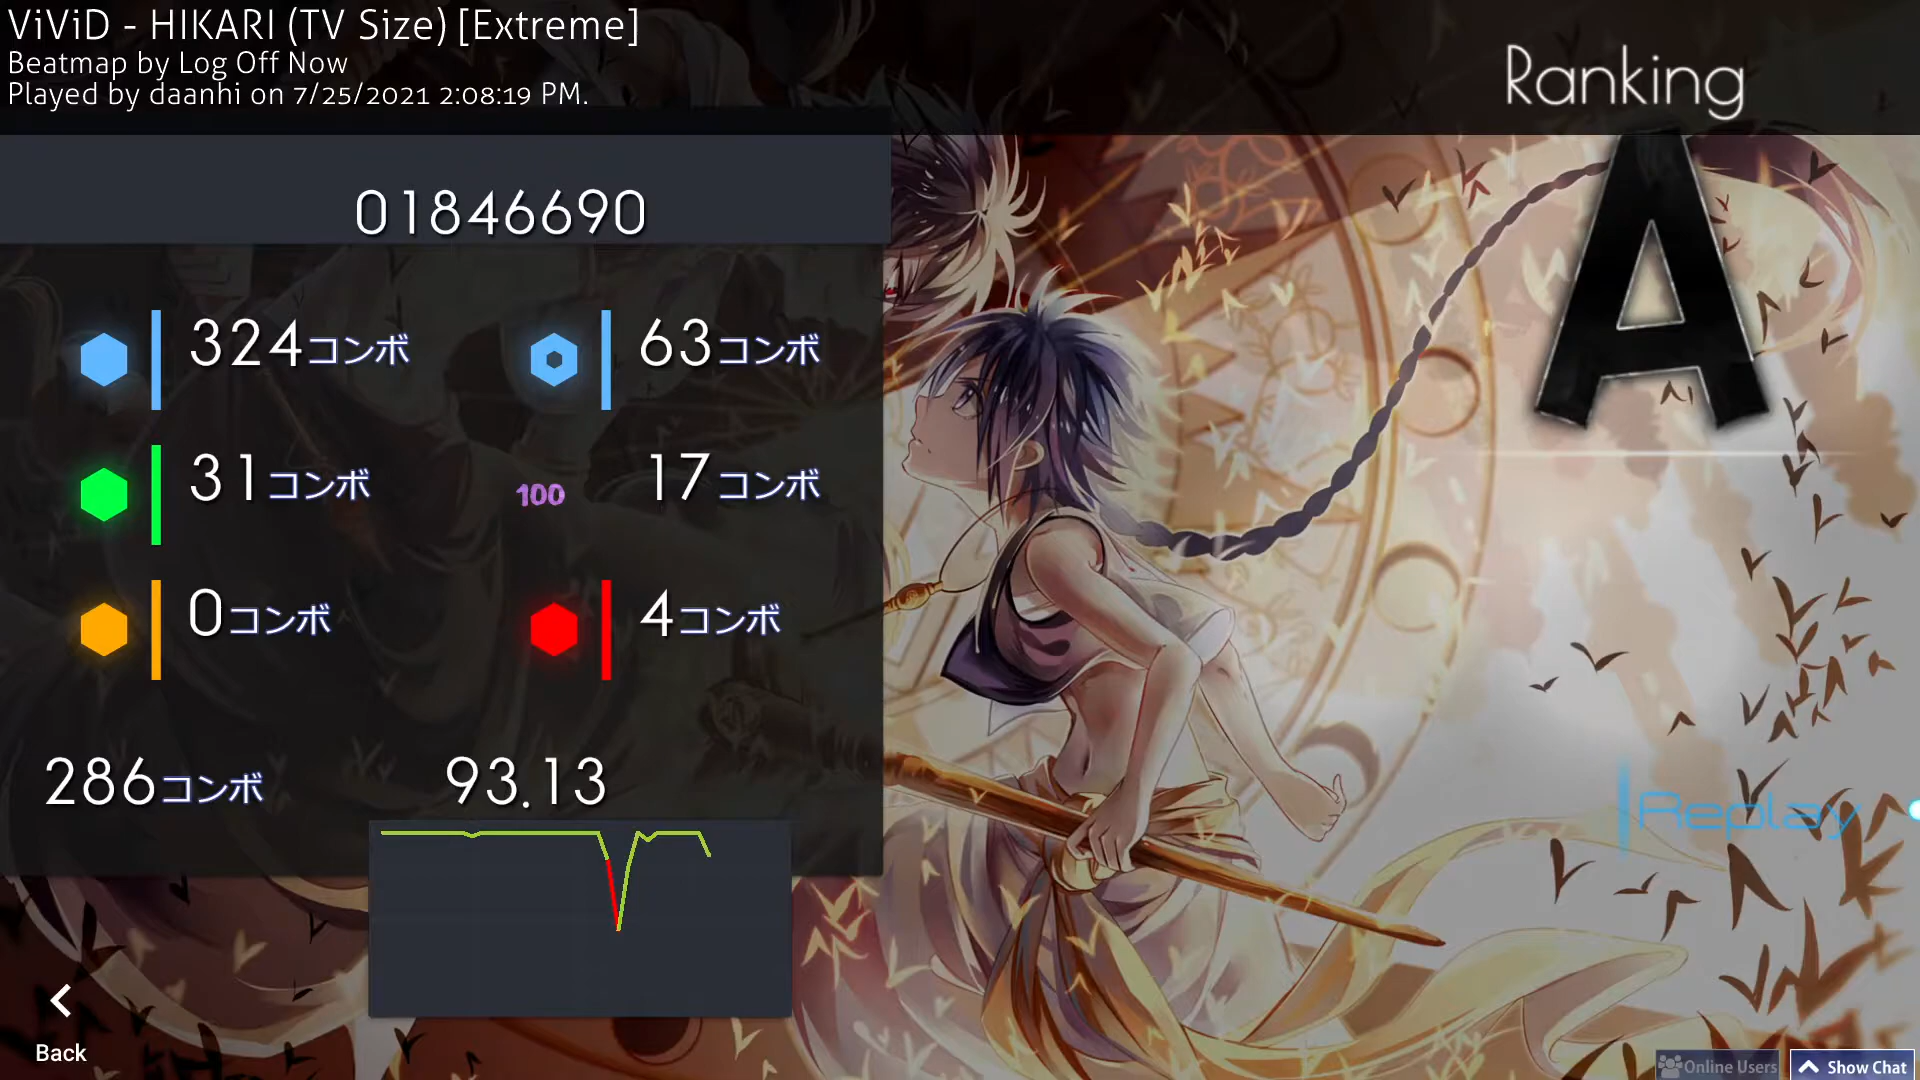 ViViD - HIKARI (TV Size) [Extreme]
Beatmap by Log Off Now
Played by daanhi on 7/25/2021 2:08:19 PM.
Ranking
A
01846690
324コンボ 63コンボ
31コンボ 100 17コンボ
0コンボ 4コンボ
286コンボ 93.13
Replay
Back
Online Users Show Chat